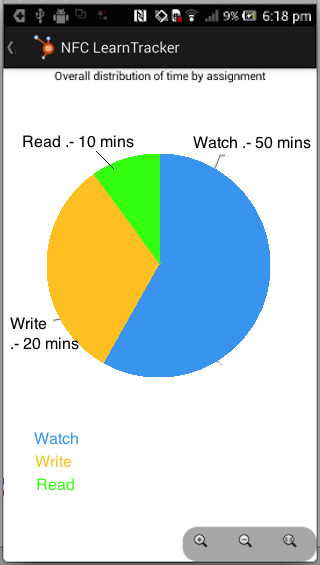 9% 6:18 pm
NFC LearnTracker
Overall distribution of time by assignment
Read .- 10 mins
Watch .- 50 mins
Write
.- 20 mins
Watch
Write
Read